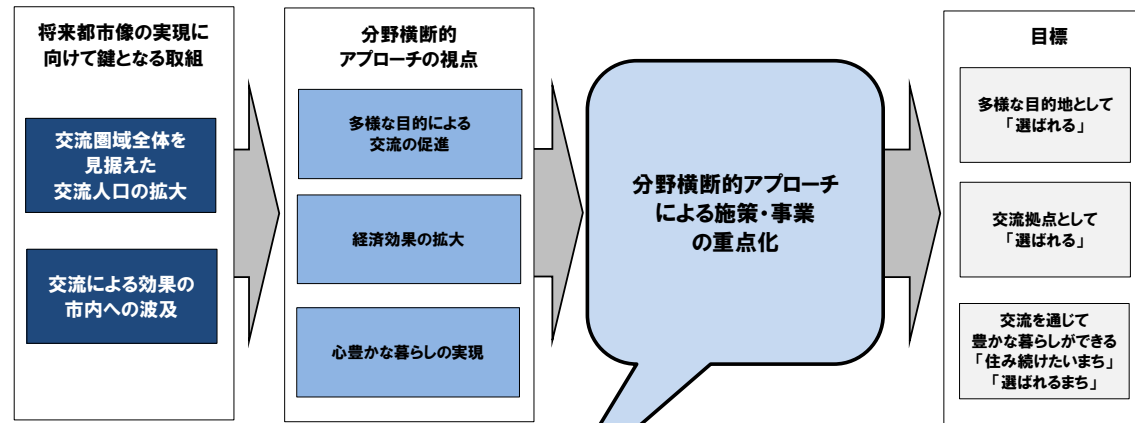 将来都市像の実現に
向けて鍵となる取組
交流圏域全体を
見据えた
交流人口の拡大
交流による効果の
市内への波及
分野横断的
アプローチの視点
多様な目的による
交流の促進
経済効果の拡大
心豊かな暮らしの実現
分野横断的アプローチ
による施策・事業
の重点化
目標
多様な目的地として
「選ばれる」
交流拠点として
「選ばれる」
交流を通じて
豊かな暮らしができる
「住み続けたいまち」
「選ばれるまち」